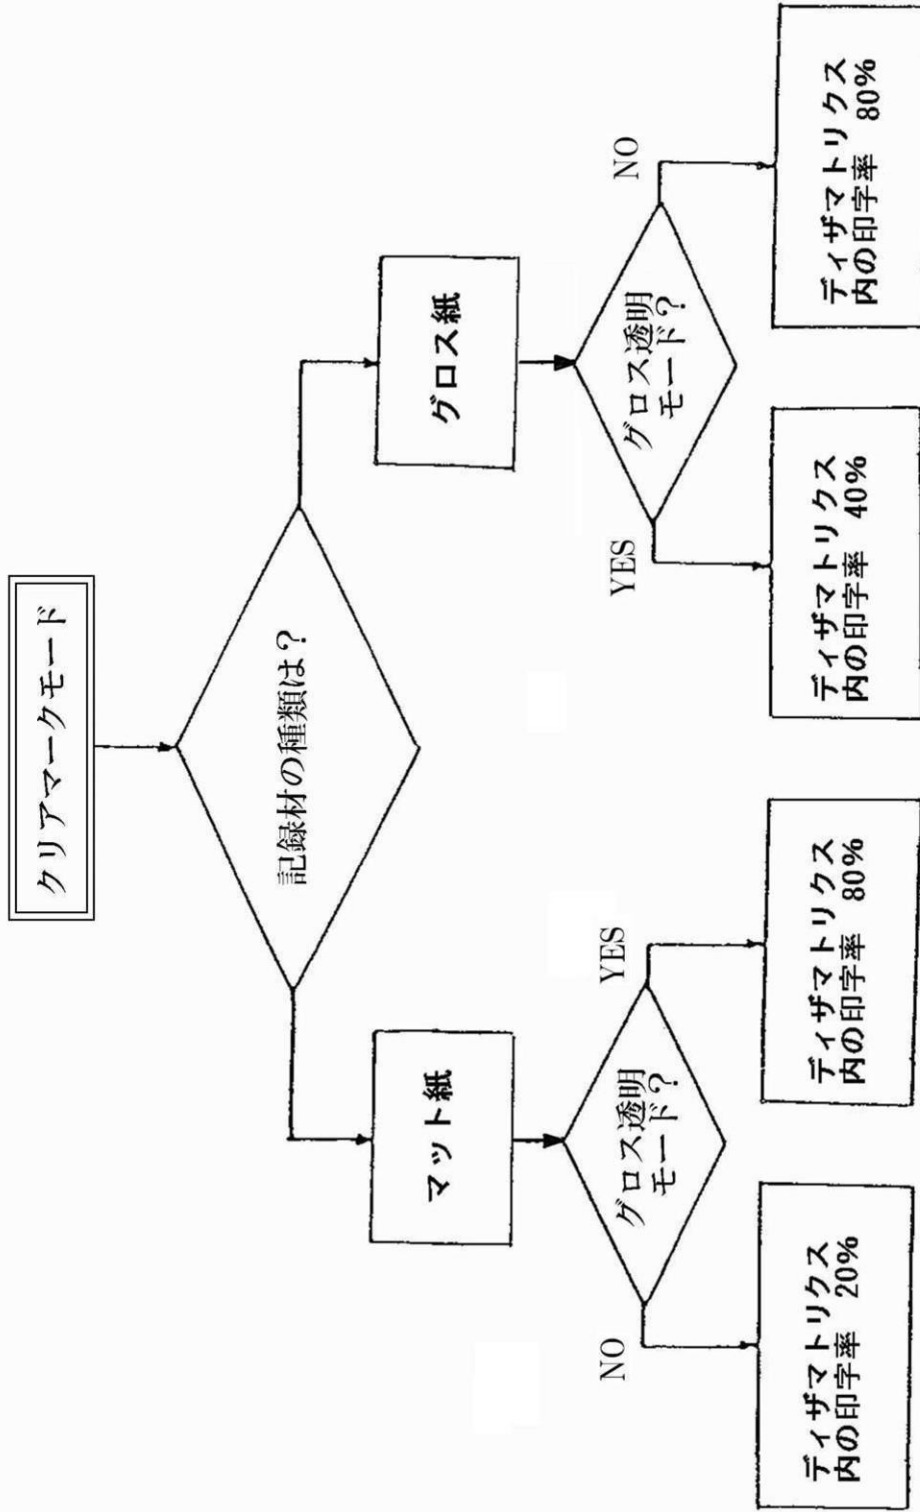 クリアマークモード
記録材の種類は？
マット紙
グロス紙
グロス透明
モード？
グロス透明
モード？
NO
YES
YES
NO
ディザマトリクス
内の印字率 20%
ディザマトリクス
内の印字率 80%
ディザマトリクス
内の印字率 40%
ディザマトリクス
内の印字率 80%